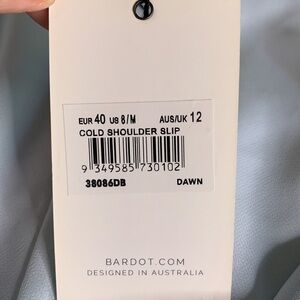 EUR 40 US 8/M AUS/UK 12
COLD SHOULDER SLIP
9 349585 730102
38086DB DAWN
BARDOT.COM
DESIGNED IN AUSTRALIA